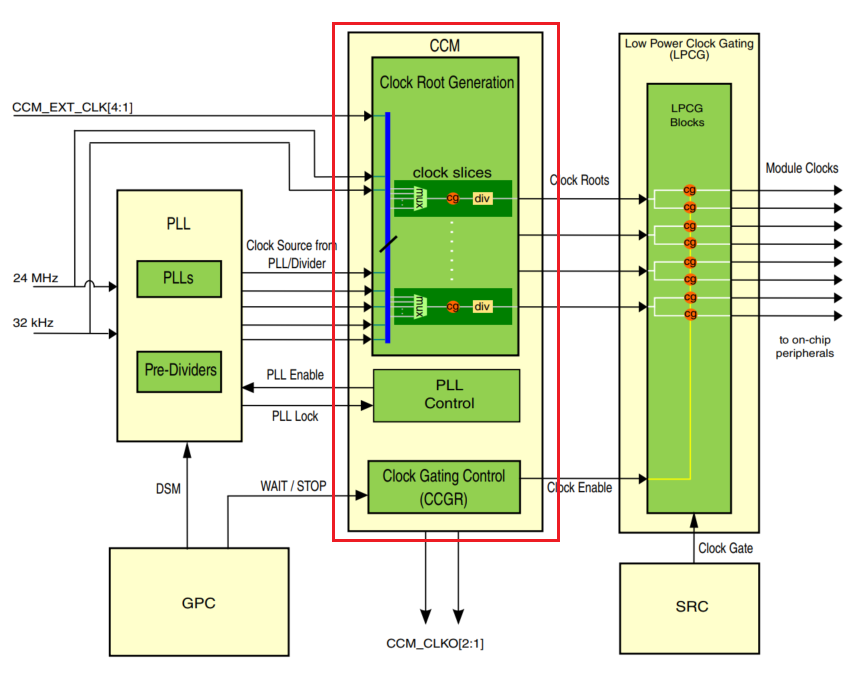 CCM
Clock Root Generation
Low Power Clock Gating
(LPCG)
CCM_EXT_CLK[4:1]
LPCG
Blocks
clock slices
mux
cg
div
Clock Roots
Module Clocks
cg
cg
cg
cg
cg
cg
cg
cg
PLL
PLLs
Pre-Dividers
Clock Source from
PLL/Divider
24 MHz
32 kHz
mux
cg
div
to on-chip
peripherals
PLL Enable
PLL Lock
PLL
Control
DSM
WAIT / STOP
Clock Gating Control
(CCGR)
Clock Enable
Clock Gate
GPC
SRC
CCM_CLKO[2:1]